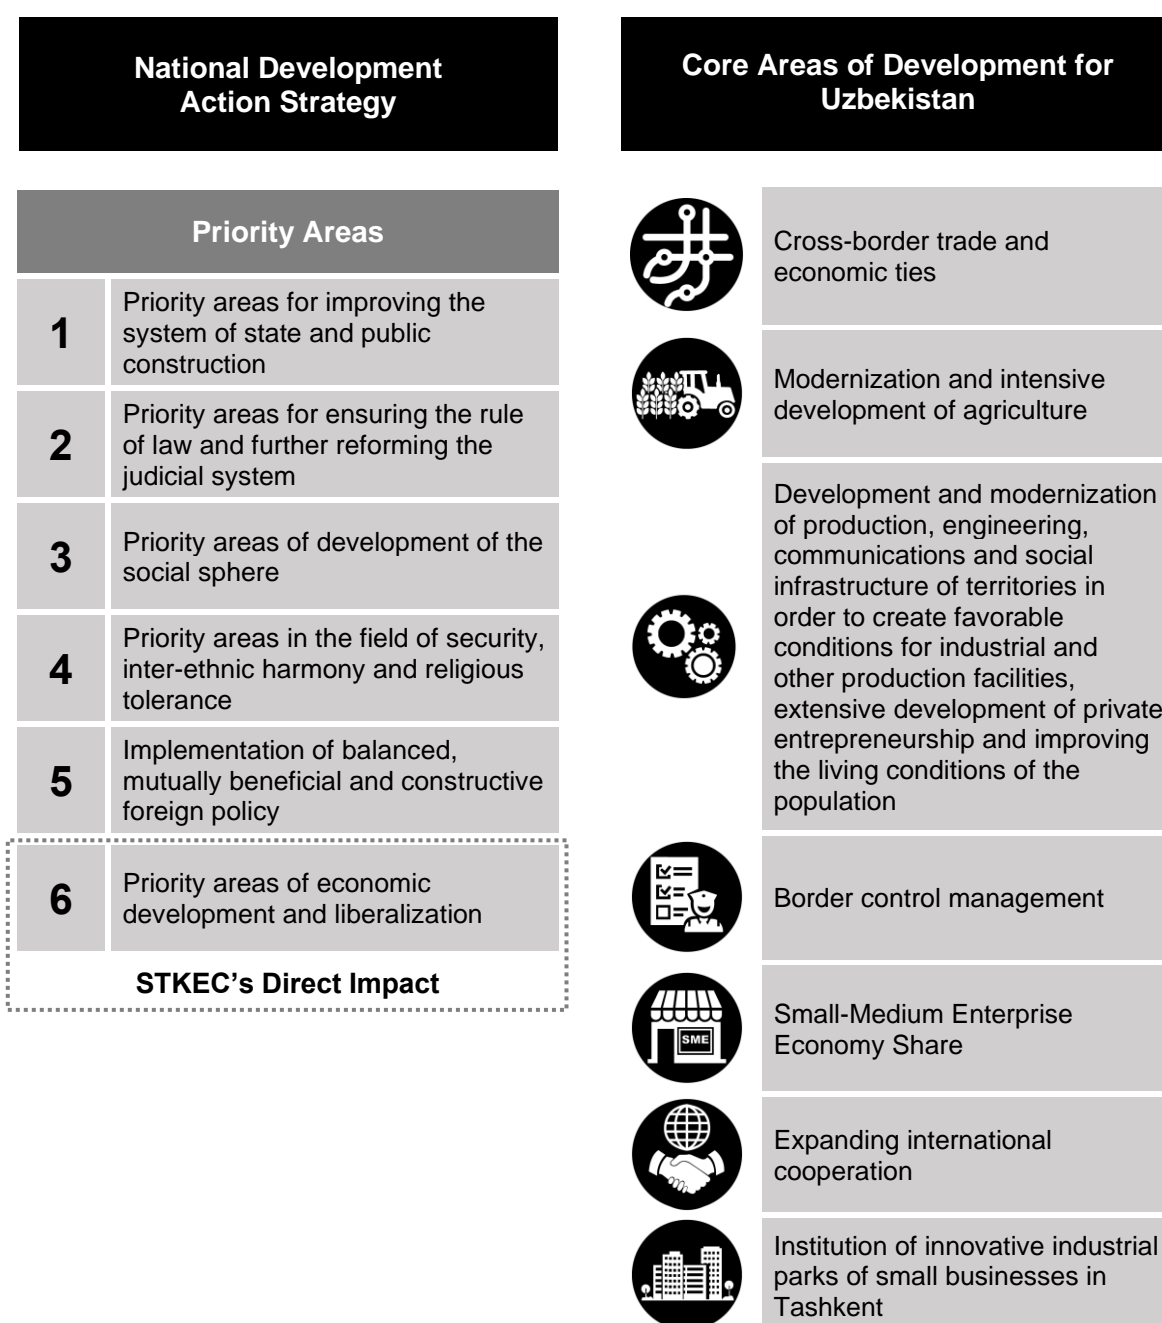 National Development
Action Strategy
Priority Areas
1
Priority areas for improving the
system of state and public
construction
2
Priority areas for ensuring the rule
of law and further reforming the
judicial system
3
Priority areas of development of the
social sphere
4
Priority areas in the field of security,
inter-ethnic harmony and religious
tolerance
5
Implementation of balanced,
mutually beneficial and constructive
foreign policy
6
Priority areas of economic
development and liberalization
STKEC’s Direct Impact
Core Areas of Development for
Uzbekistan
Cross-border trade and
economic ties
Modernization and intensive
development of agriculture
Development and modernization
of production, engineering,
communications and social
infrastructure of territories in
order to create favorable
conditions for industrial and
other production facilities,
extensive development of private
entrepreneurship and improving
the living conditions of the
population
Border control management
SME
Small-Medium Enterprise
Economy Share
Expanding international
cooperation
Institution of innovative industrial
parks of small businesses in
Tashkent